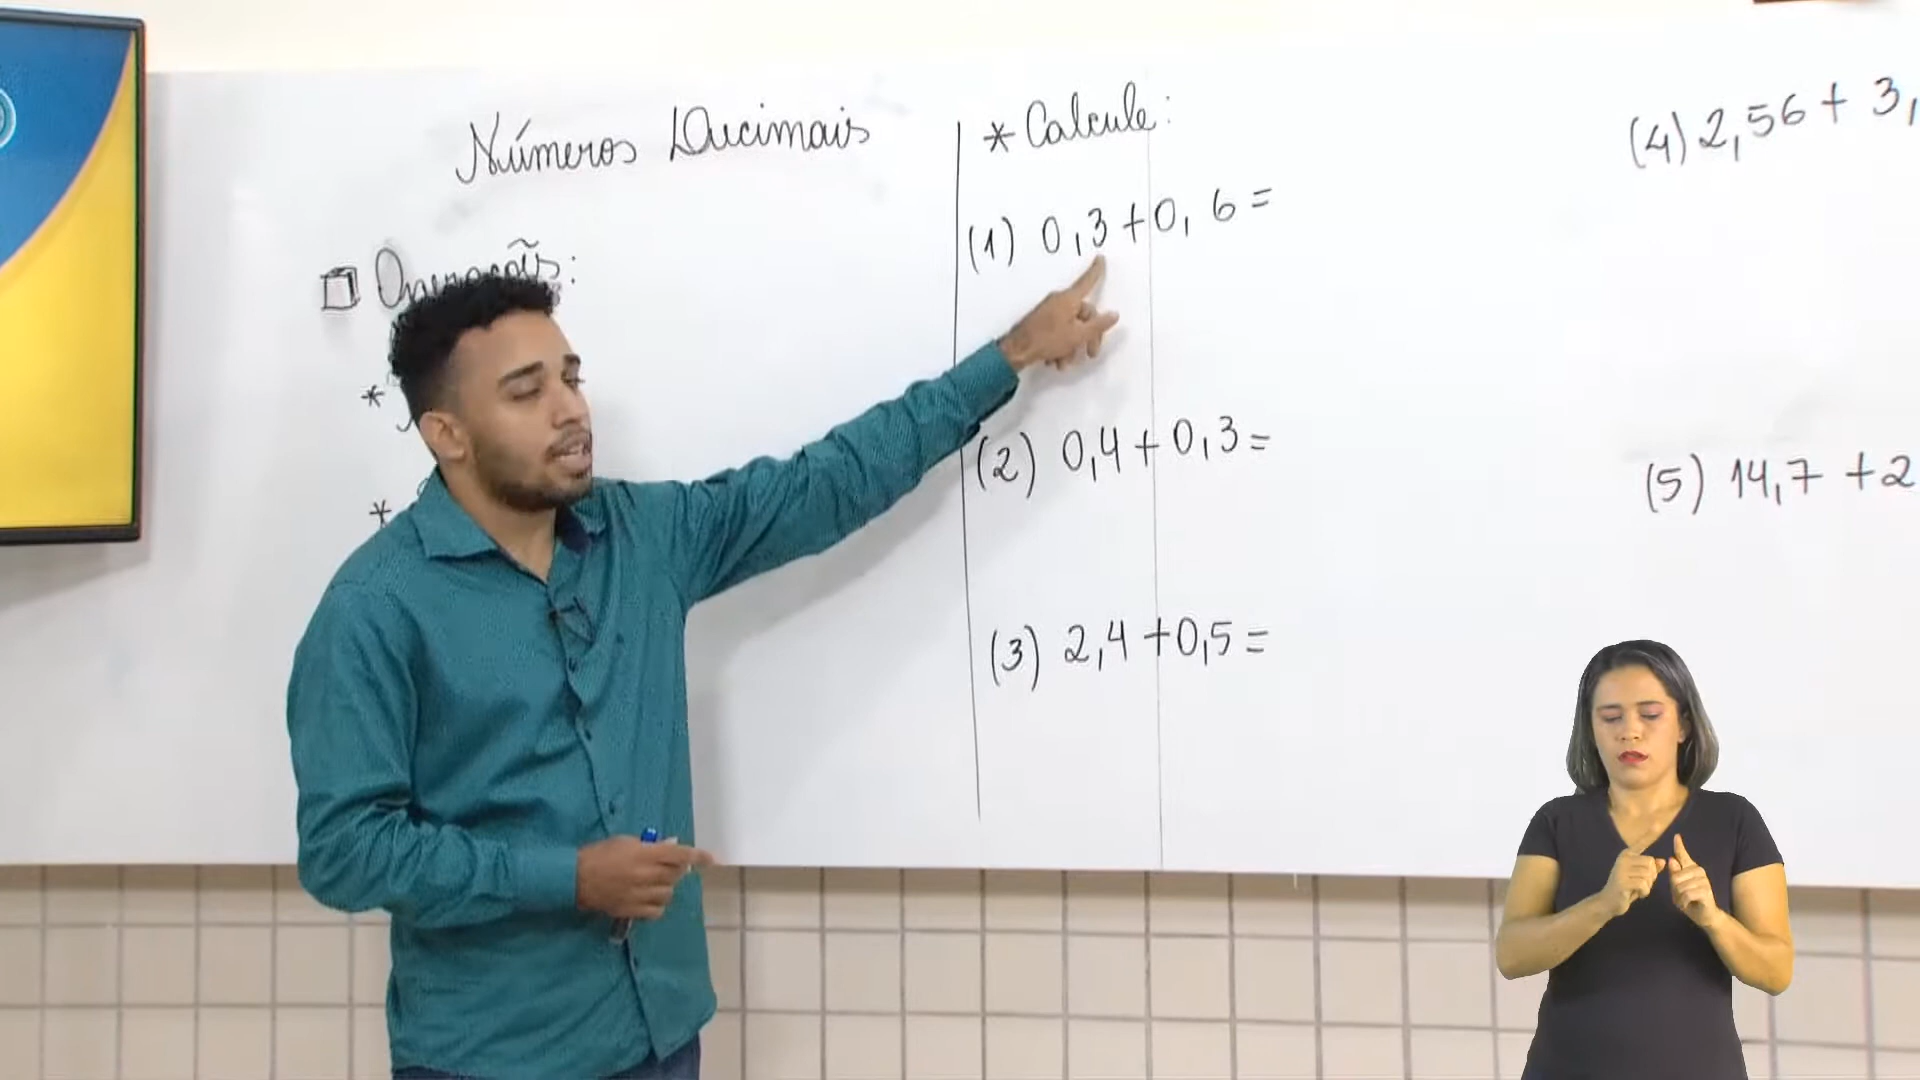 Números Decimais
Operações:
*
*
* Calcule:
(1) 0,3 + 0,6 =
(2) 0,4 + 0,3 =
(3) 2,4 + 0,5 =
(4) 2,56 + 3,
(5) 14,7 + 2